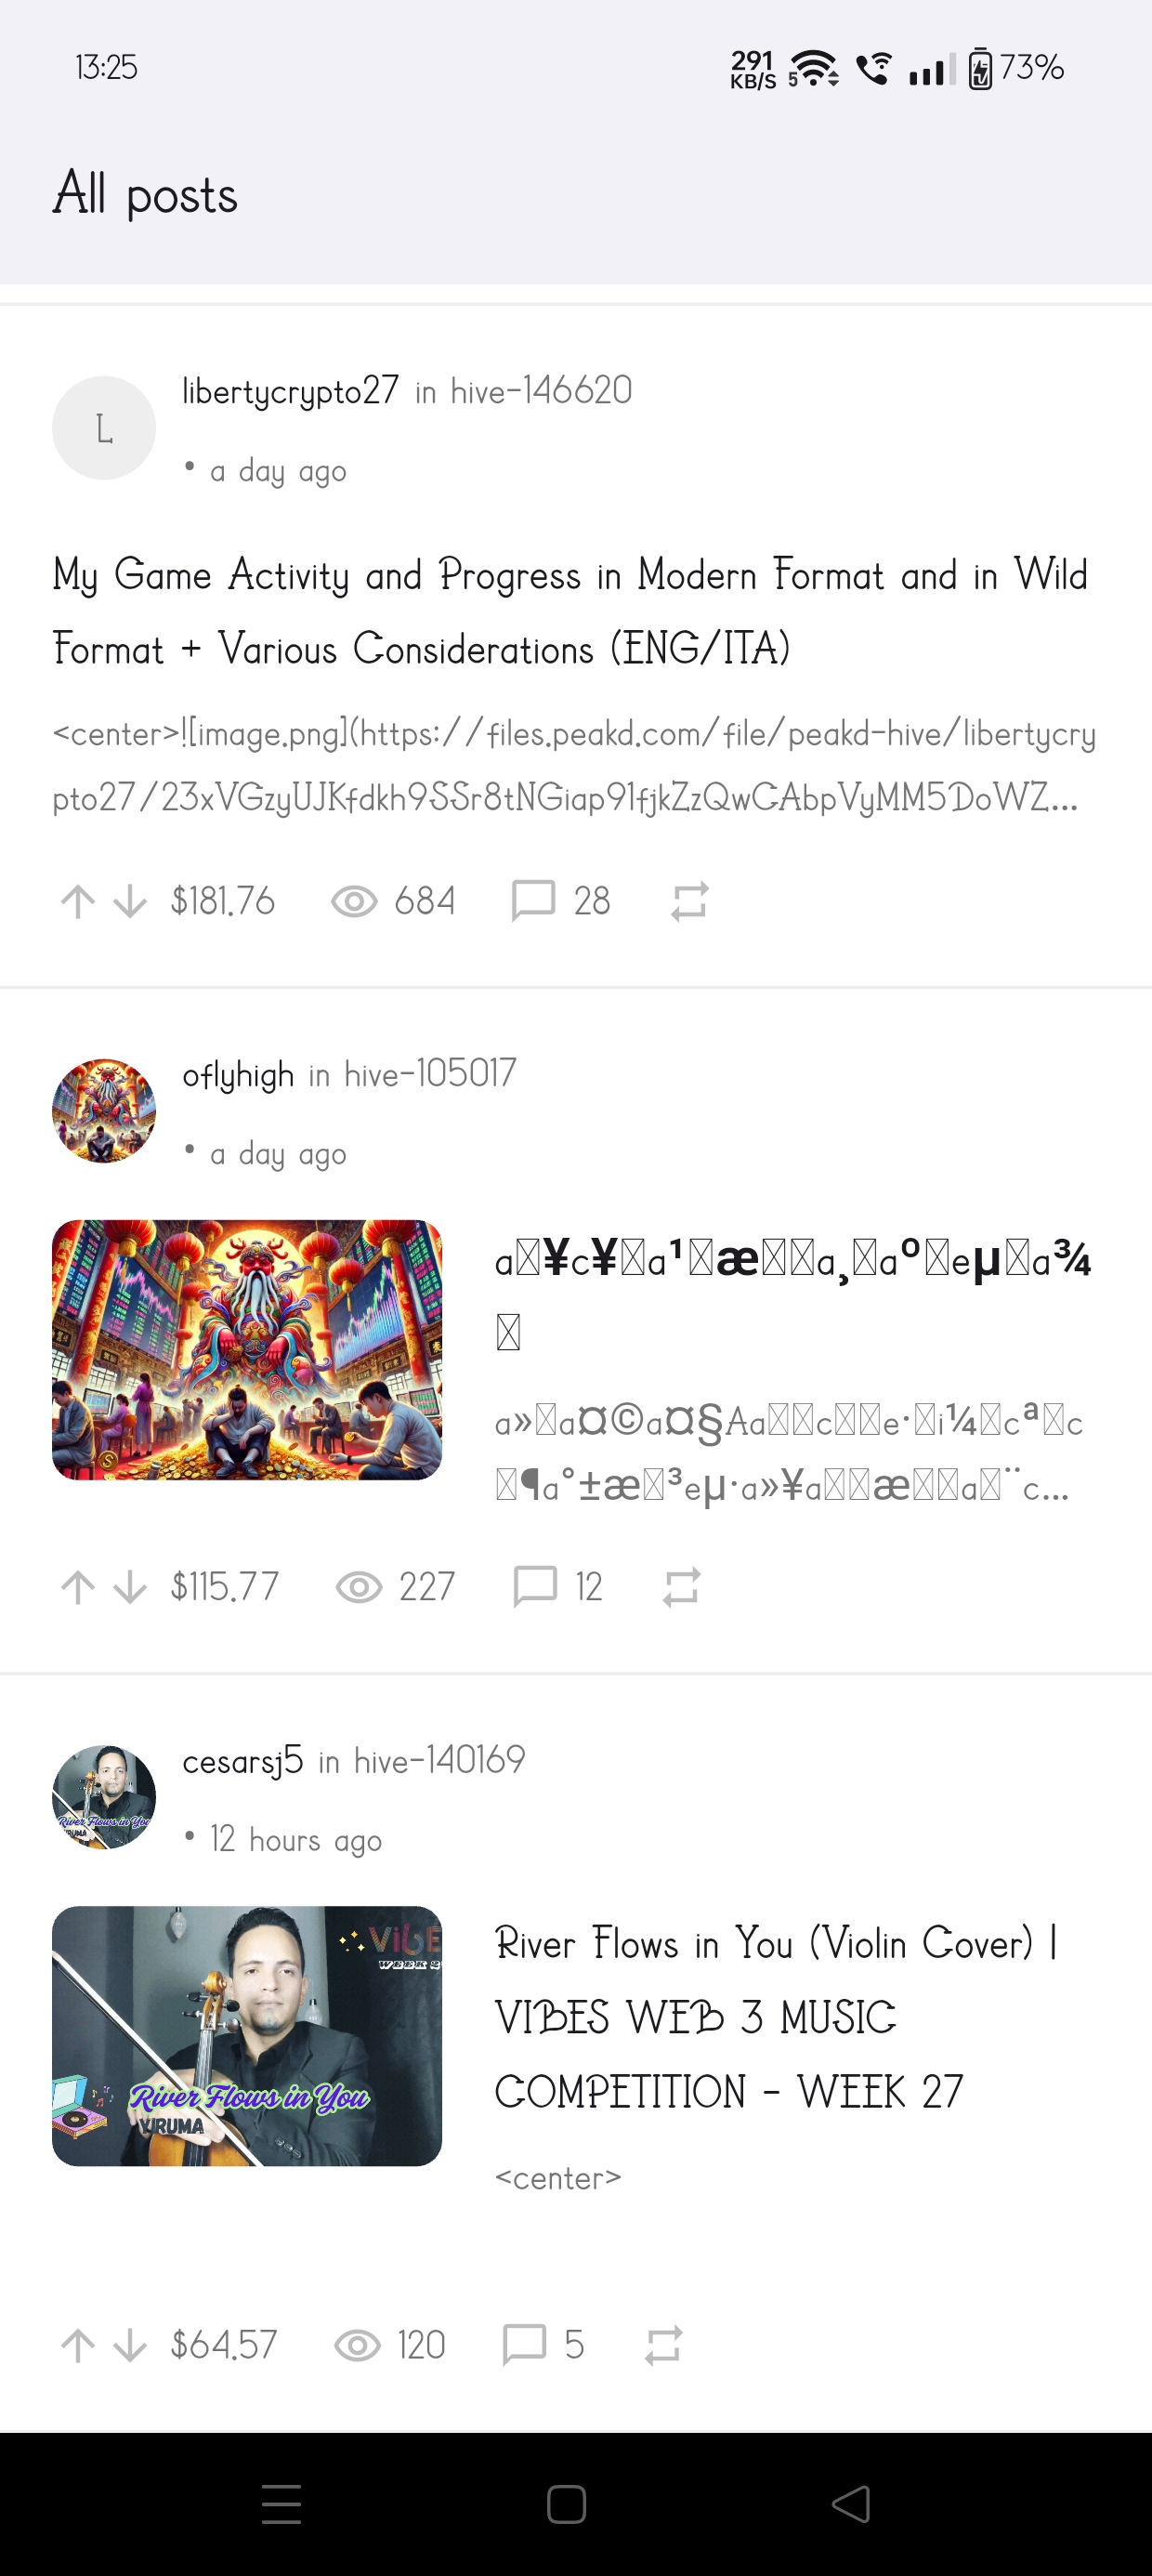 13:25
291
KB/S
5
73%
All posts
L
libertycrypto27 in hive-146620
• a day ago
My Game Activity and Progress in Modern Format and in Wild
Format + Various Considerations (ENG/ITA)
<center>![image.png](https://files.peakd.com/file/peakd-hive/libertycry
pto27/23xVGzyUJKfdkh9SSr8tNGiap91fjkZzQwCAbpVyMM5DoWZ...
$181.76
684
28
oflyhigh in hive-105017
• a day ago
$115.77
227
12
cesarsj5 in hive-140169
• 12 hours ago
River Flows in You
YIRUMA
River Flows in You (Violin Cover) |
VIBES WEB 3 MUSIC
COMPETITION - WEEK 27
<center>
$64.57
120
5